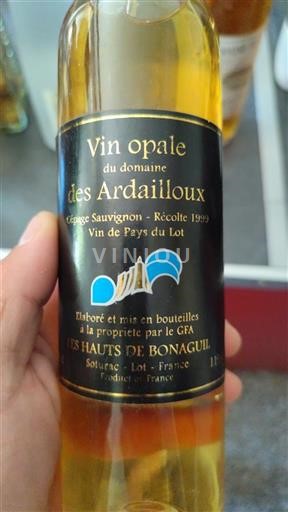 Vin opale
du domaine
des Ardailloux
Cépage Sauvignon - Récolte 1999
Vin de Pays du Lot
VINIOU
Elaboré et mis en bouteilles
à la propriete par le GFA
LES HAUTS DE BONAGUIL
Soturac - Lot - France
Product of France